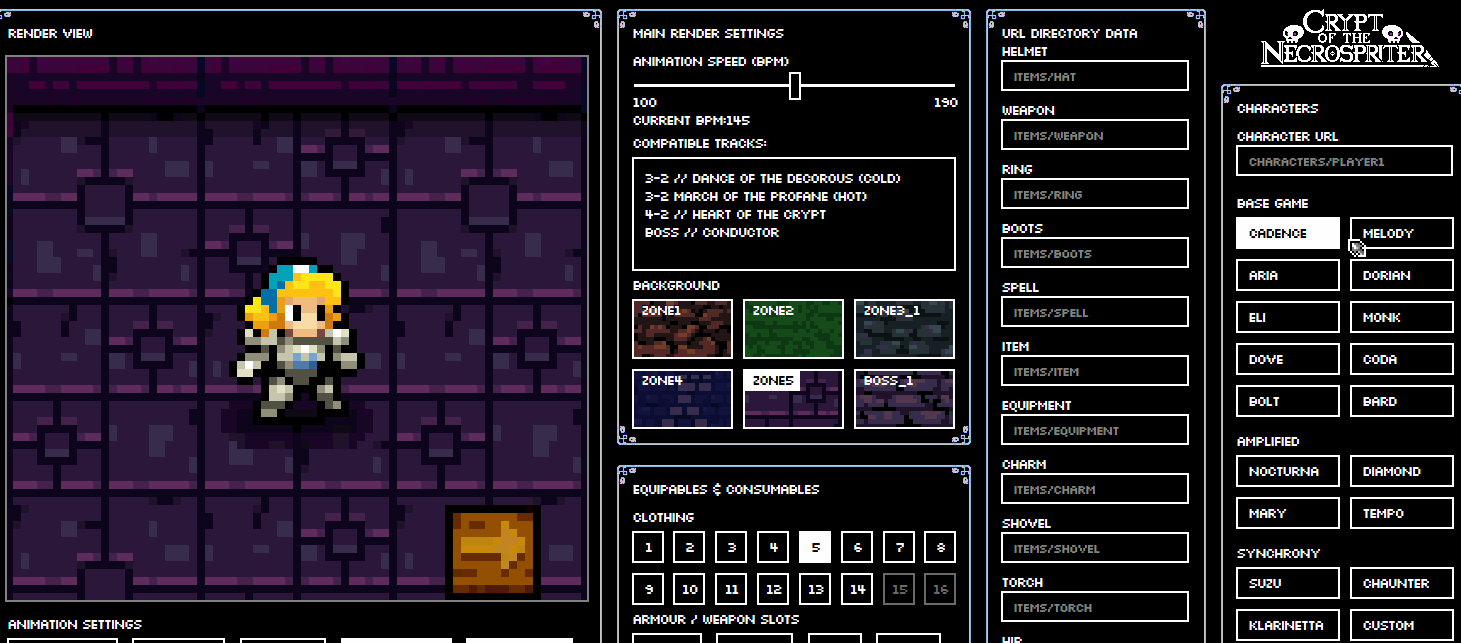 RENDER VIEW
ANIMATION SETTINGS
MAIN RENDER SETTINGS
ANIMATION SPEED (BPM)
100 190
CURRENT BPM:145
COMPATIBLE TRACKS:
3-2 // DANCE OF THE DECOROUS (COLD)
3-2 MARCH OF THE PROFANE (HOT)
4-2 // HEART OF THE CRYPT
BOSS // CONDUCTOR
BACKGROUND
ZONE1 ZONE2 ZONE3_1
ZONE4 ZONE5 BOSS_1
EQUIPABLES & CONSUMABLES
CLOTHING
1 2 3 4 5 6 7 8
9 10 11 12 13 14 15 16
ARMOUR / WEAPON SLOTS
URL DIRECTORY DATA
HELMET
ITEMS/HAT
WEAPON
ITEMS/WEAPON
RING
ITEMS/RING
BOOTS
ITEMS/BOOTS
SPELL
ITEMS/SPELL
ITEM
ITEMS/ITEM
EQUIPMENT
ITEMS/EQUIPMENT
CHARM
ITEMS/CHARM
SHOVEL
ITEMS/SHOVEL
TORCH
ITEMS/TORCH
CRYPT
OF THE
NECROSPRITER
CHARACTERS
CHARACTER URL
CHARACTERS/PLAYER1
BASE GAME
CADENCE MELODY
ARIA DORIAN
ELI MONK
DOVE CODA
BOLT BARD
AMPLIFIED
NOCTURNA DIAMOND
MARY TEMPO
SYNCHRONY
SUZU CHAUNTER
KLARINETTA CUSTOM